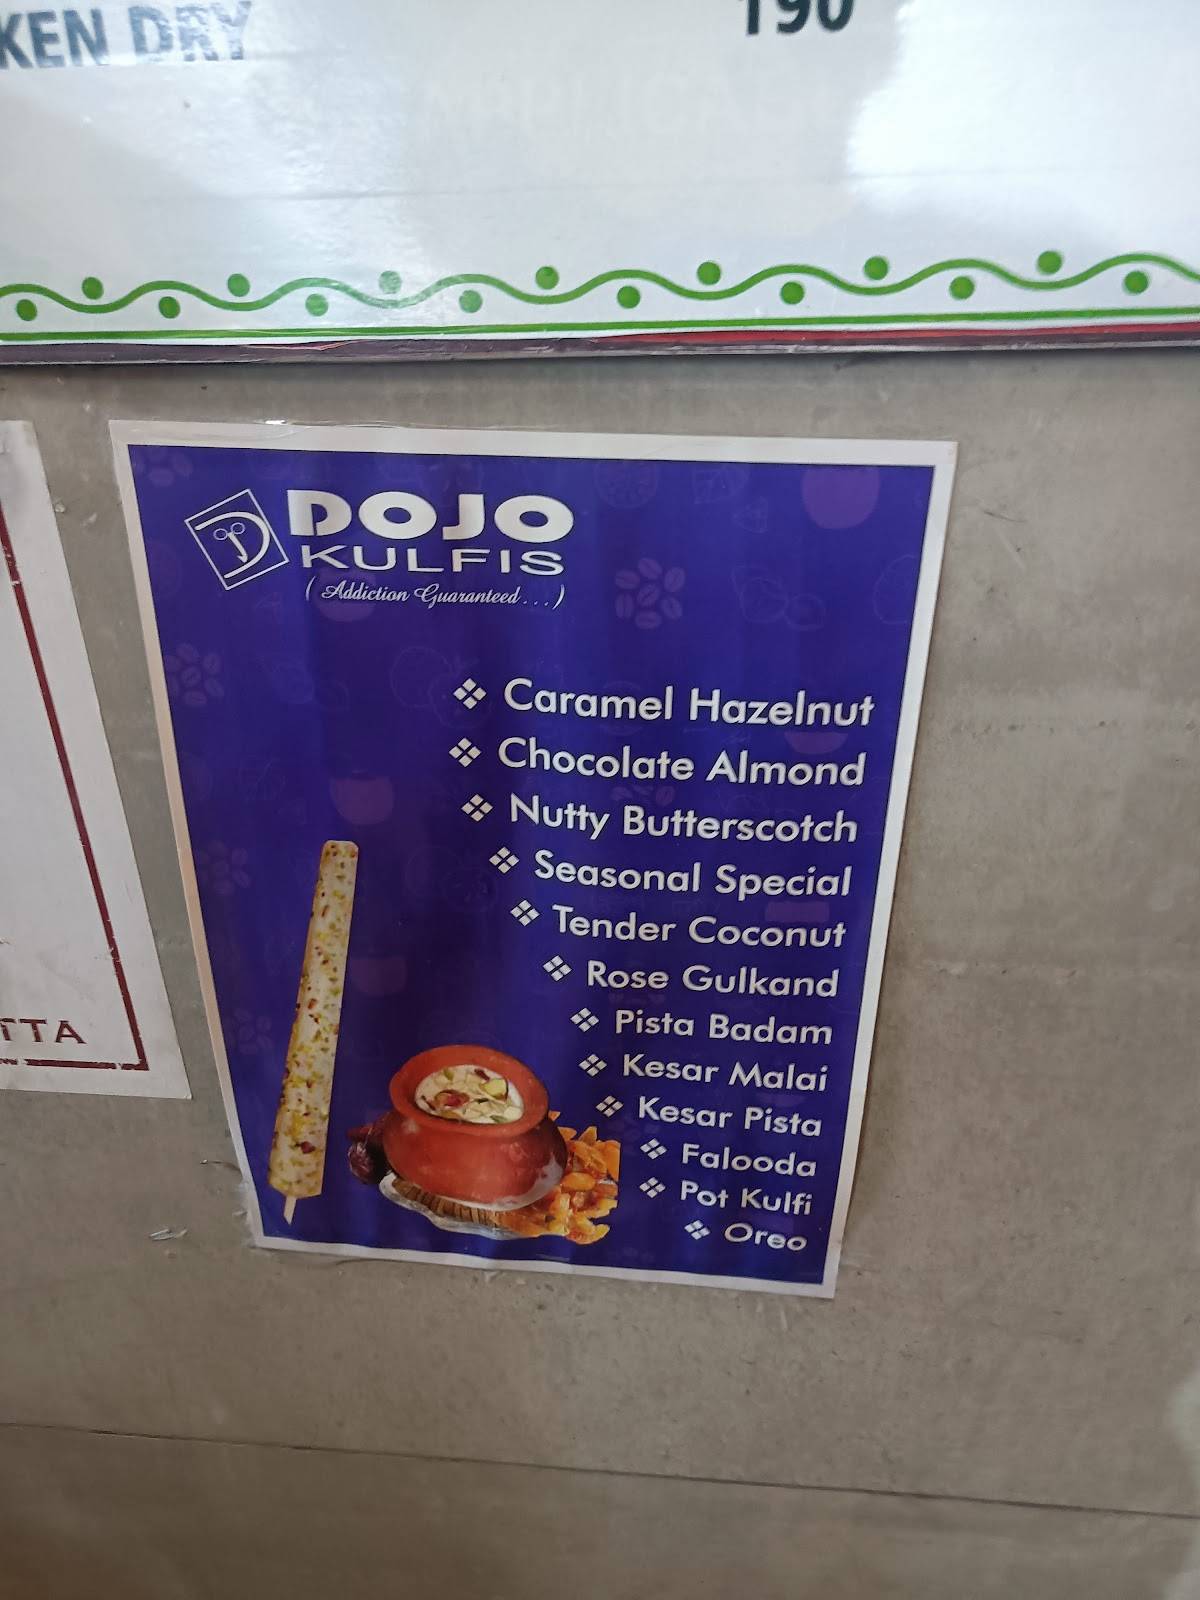 KEN DRY 190
DOJO
KULFIS
( Addiction Guaranteed . . . )
❖ Caramel Hazelnut
❖ Chocolate Almond
❖ Nutty Butterscotch
❖ Seasonal Special
❖ Tender Coconut
❖ Rose Gulkand
❖ Pista Badam
❖ Kesar Malai
❖ Kesar Pista
❖ Falooda
❖ Pot Kulfi
❖ Oreo
TTA